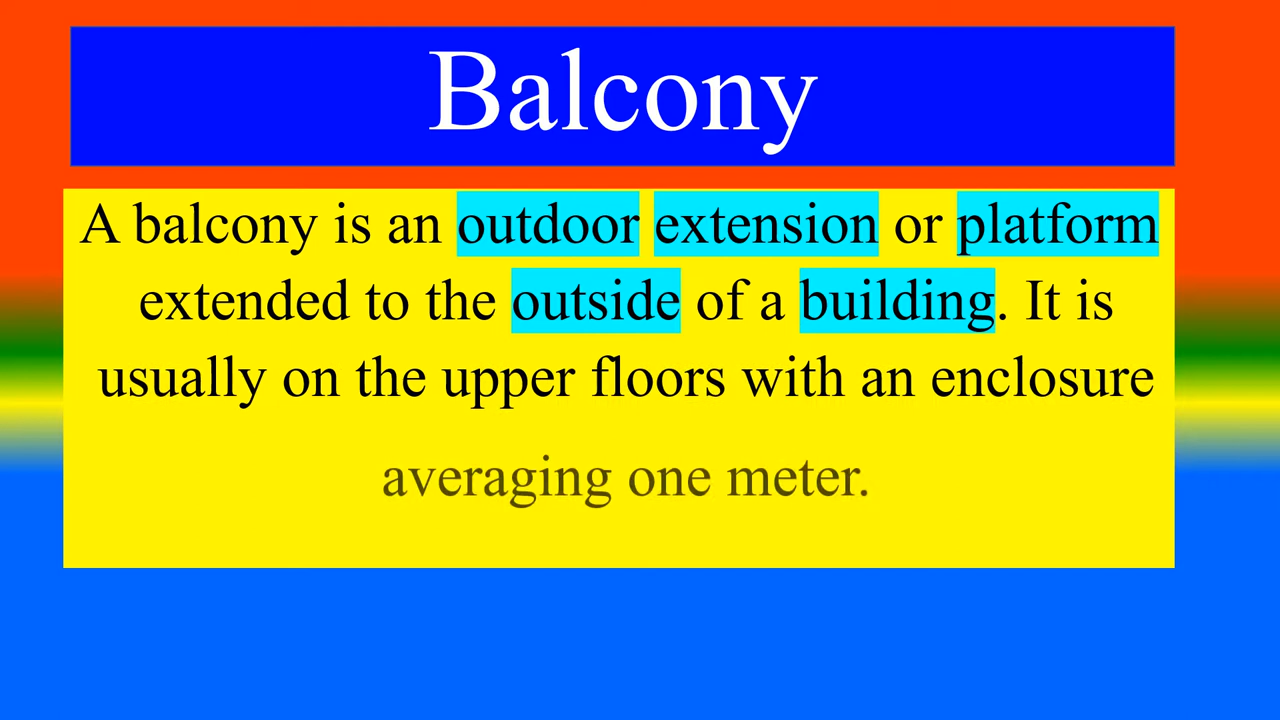 Balcony
A balcony is an outdoor extension or platform
extended to the outside of a building. It is
usually on the upper floors with an enclosure
averaging one meter.